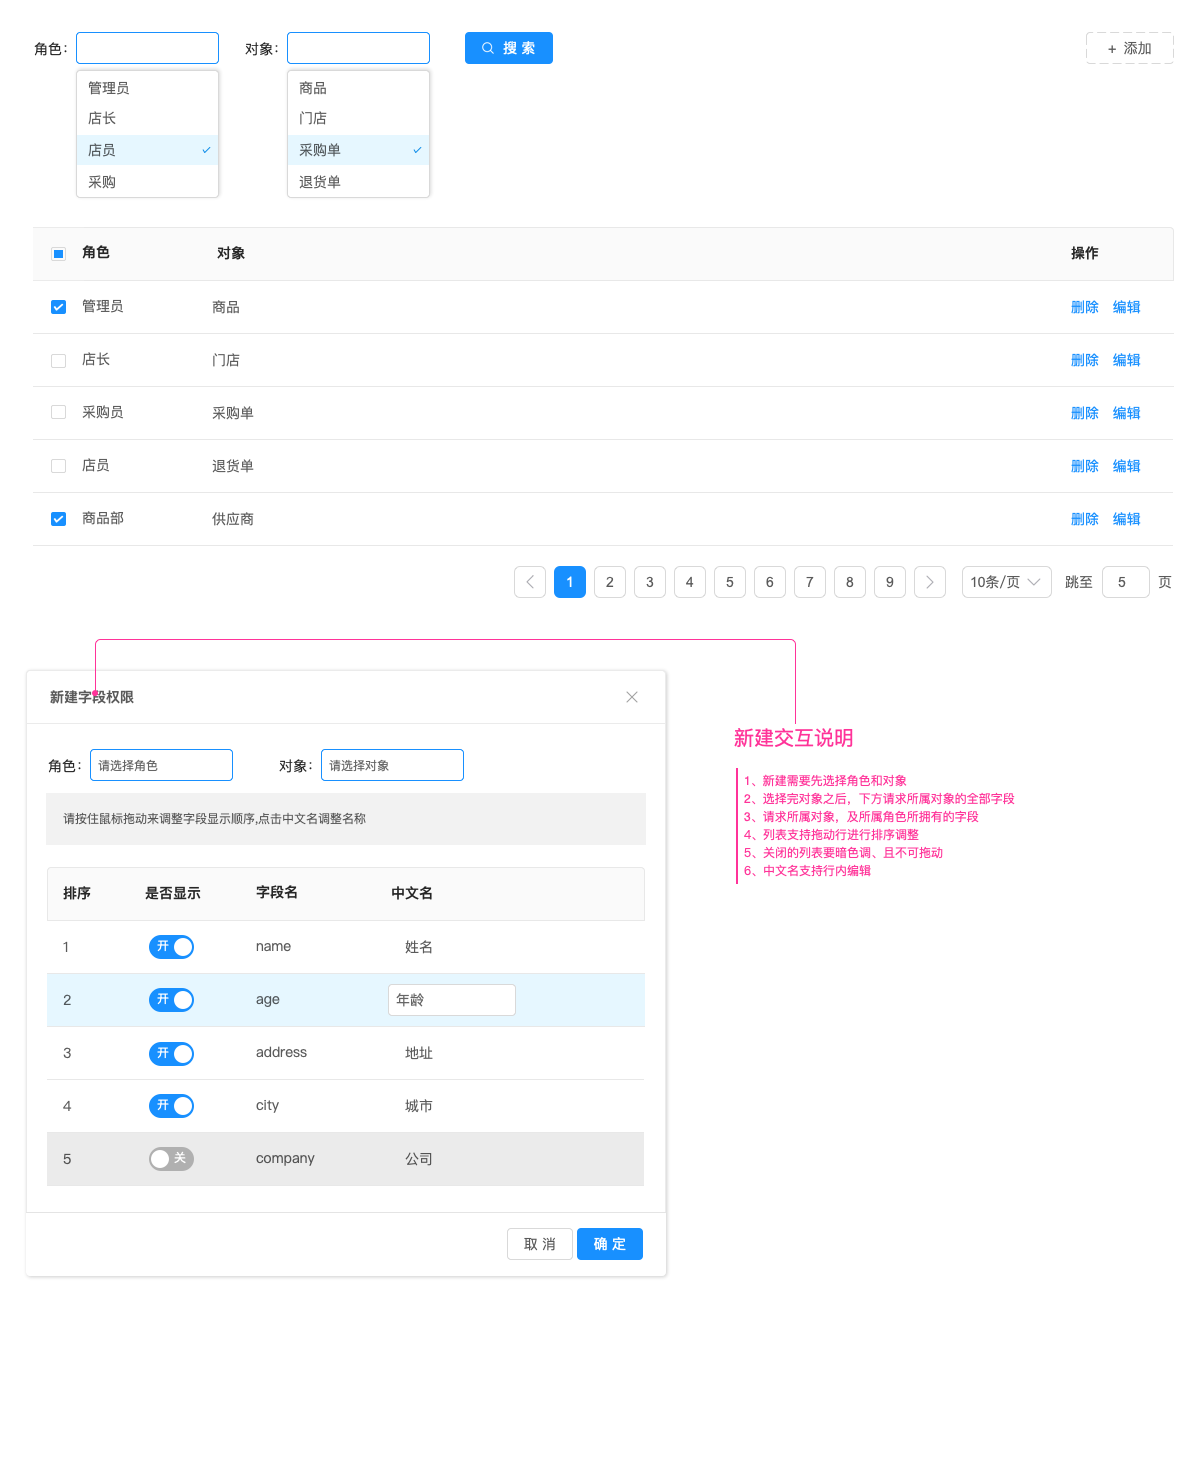 角色： 对象： 搜 索 + 添加
管理员 商品
店长 门店
店员 采购单
采购 退货单
角色 对象 操作
管理员 商品 删除 编辑
店长 门店 删除 编辑
采购员 采购单 删除 编辑
店员 退货单 删除 编辑
商品部 供应商 删除 编辑
1 2 3 4 5 6 7 8 9 10条/页 跳至 5 页
新建字段权限
角色： 请选择角色 对象： 请选择对象
请按住鼠标拖动来调整字段显示顺序,点击中文名调整名称
排序 是否显示 字段名 中文名
1 开 name 姓名
2 开 age 年龄
3 开 address 地址
4 开 city 城市
5 关 company 公司
取 消 确 定
新建交互说明
1、新建需要先选择角色和对象
2、选择完对象之后，下方请求所属对象的全部字段
3、请求所属对象，及所属角色所拥有的字段
4、列表支持拖动行进行排序调整
5、关闭的列表要暗色调、且不可拖动
6、中文名支持行内编辑